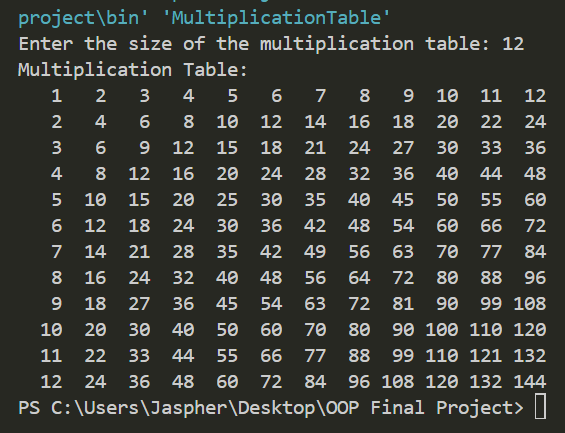 project\bin' 'MultiplicationTable'
Enter the size of the multiplication table: 12
Multiplication Table:
   1   2   3   4   5   6   7   8   9  10  11  12
   2   4   6   8  10  12  14  16  18  20  22  24
   3   6   9  12  15  18  21  24  27  30  33  36
   4   8  12  16  20  24  28  32  36  40  44  48
   5  10  15  20  25  30  35  40  45  50  55  60
   6  12  18  24  30  36  42  48  54  60  66  72
   7  14  21  28  35  42  49  56  63  70  77  84
   8  16  24  32  40  48  56  64  72  80  88  96
   9  18  27  36  45  54  63  72  81  90  99 108
  10  20  30  40  50  60  70  80  90 100 110 120
  11  22  33  44  55  66  77  88  99 110 121 132
  12  24  36  48  60  72  84  96 108 120 132 144
PS C:\Users\Jaspher\Desktop\OOP Final Project>